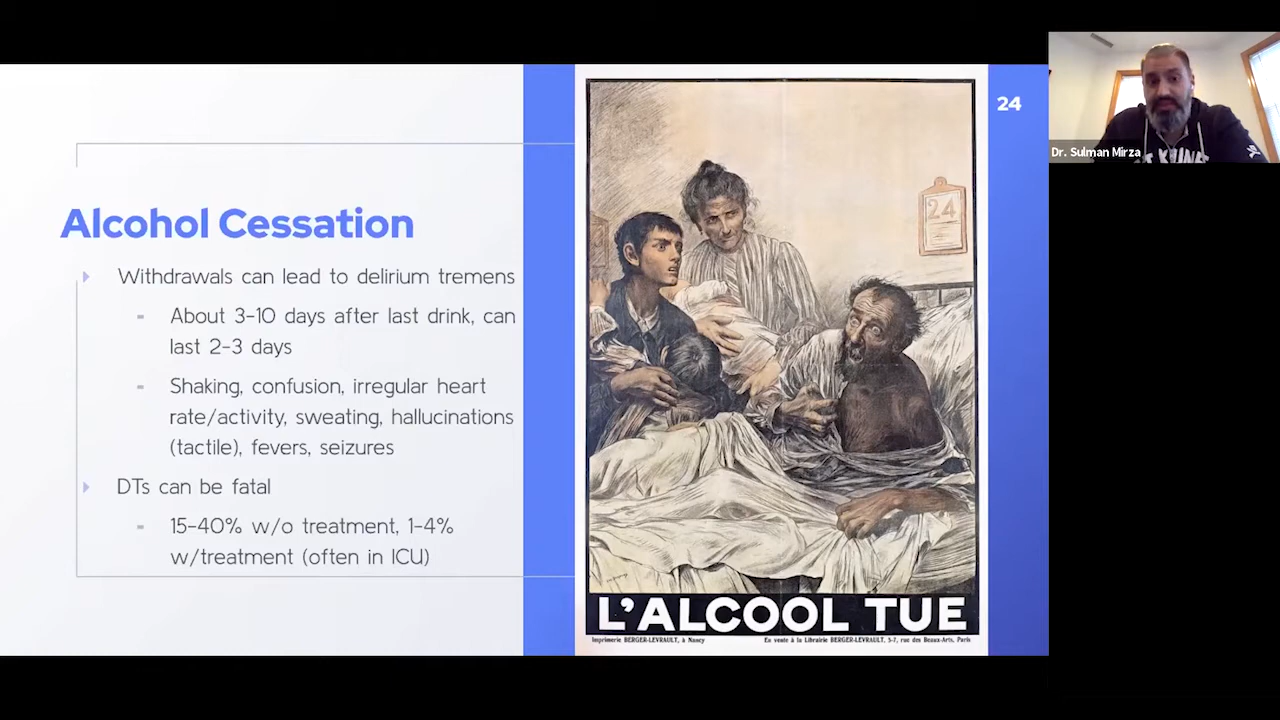 Alcohol Cessation
Withdrawals can lead to delirium tremens
About 3-10 days after last drink, can
last 2-3 days
Shaking, confusion, irregular heart
rate/activity, sweating, hallucinations
(tactile), fevers, seizures
DTs can be fatal
15-40% w/o treatment, 1-4%
w/treatment (often in ICU)
24
L'ALCOOL TUE
Imprimerie BERGER-LEVRAULT, à Nancy
En vente à la Librairie BERGER-LEVRAULT, 5-7, rue des Beaux-Arts, Paris
24
Dr. Sulman Mirza